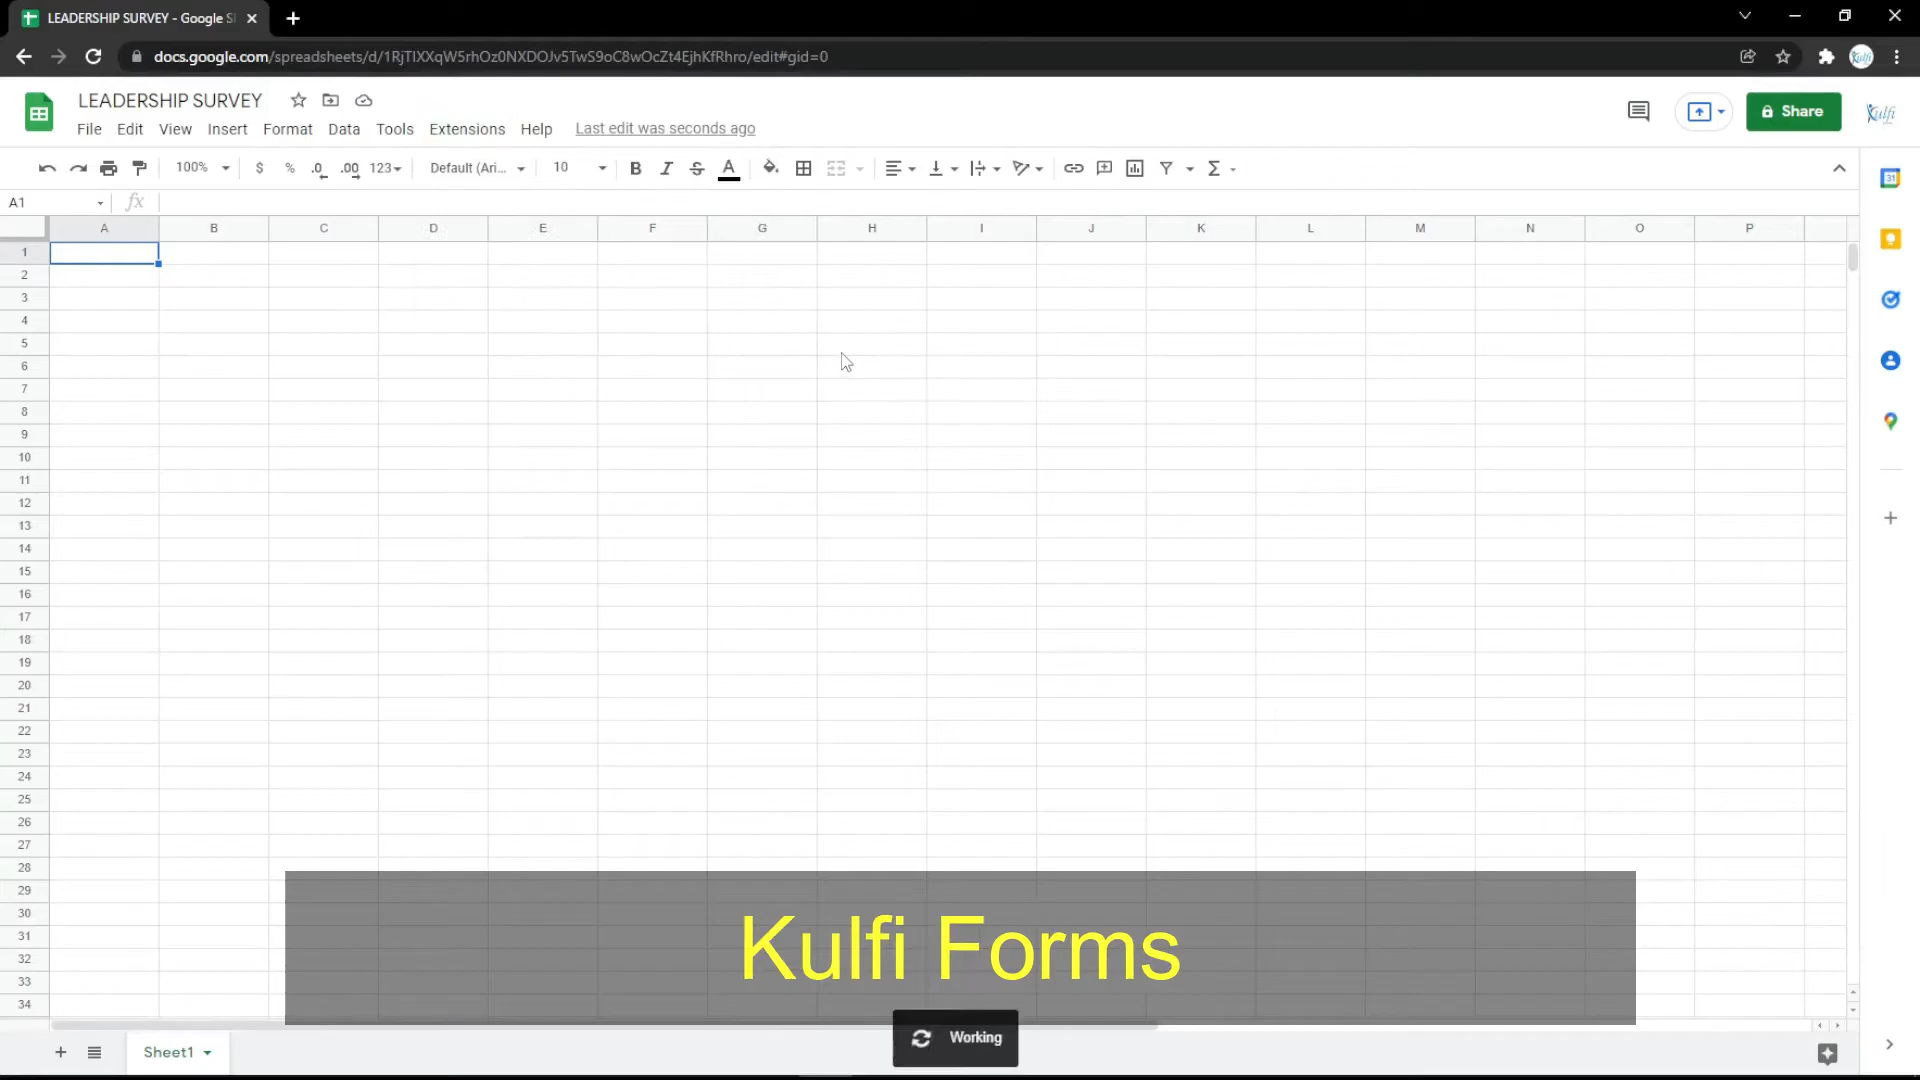 LEADERSHIP SURVEY - Google S
docs.google.com/spreadsheets/d/1RjTIXXqW5rhOz0NXDOJv5TwS9oC8wOcZt4EjhKfRhro/edit#gid=0
LEADERSHIP SURVEY
File Edit View Insert Format Data Tools Extensions Help Last edit was seconds ago
Share
Kulfi
100% $ % .0 .00 123 Default (Ari... 10 B I S A
A1 fx
A B C D E F G H I J K L M N O P
1
2
3
4
5
6
7
8
9
10
11
12
13
14
15
16
17
18
19
20
21
22
23
24
25
26
27
28
29
30
31
32
33
34
Kulfi Forms
Working
Sheet1
31